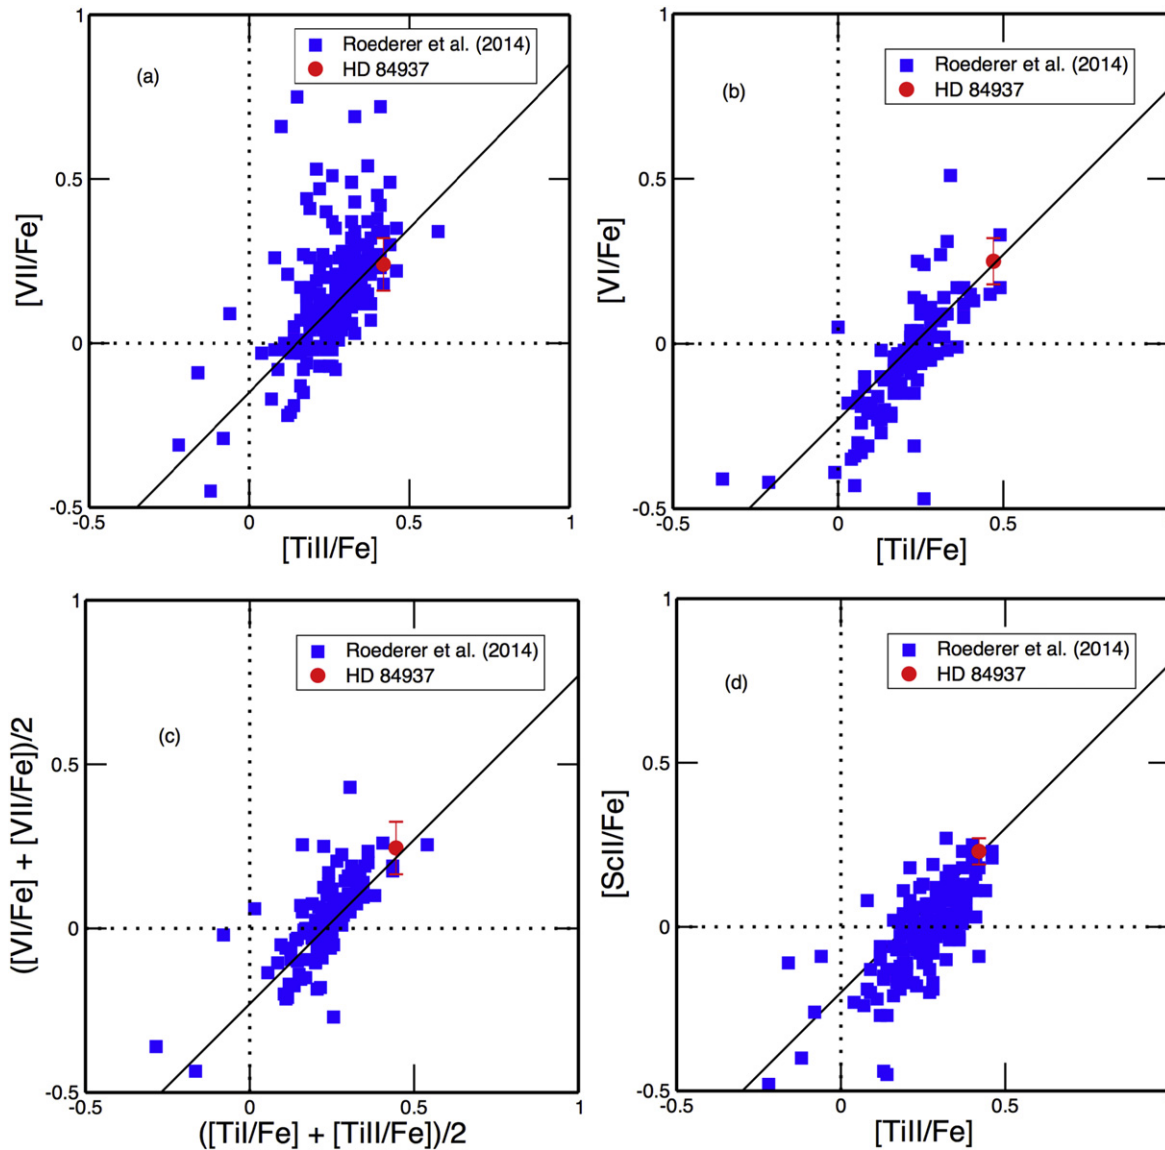 1
Roederer et al. (2014)
HD 84937
(a)
0.5
[VII/Fe]
0
-0.5
-0.5
0
0.5
1
[TiII/Fe]
1
Roederer et al. (2014)
HD 84937
(b)
0.5
[VI/Fe]
0
-0.5
-0.5
0
0.5
[TiI/Fe]
1
Roederer et al. (2014)
HD 84937
(c)
0.5
([VI/Fe] + [VII/Fe])/2
0
-0.5
-0.5
0
0.5
1
([TiI/Fe] + [TiII/Fe])/2
1
Roederer et al. (2014)
HD 84937
(d)
0.5
[ScII/Fe]
0
-0.5
-0.5
0
0.5
[TiII/Fe]